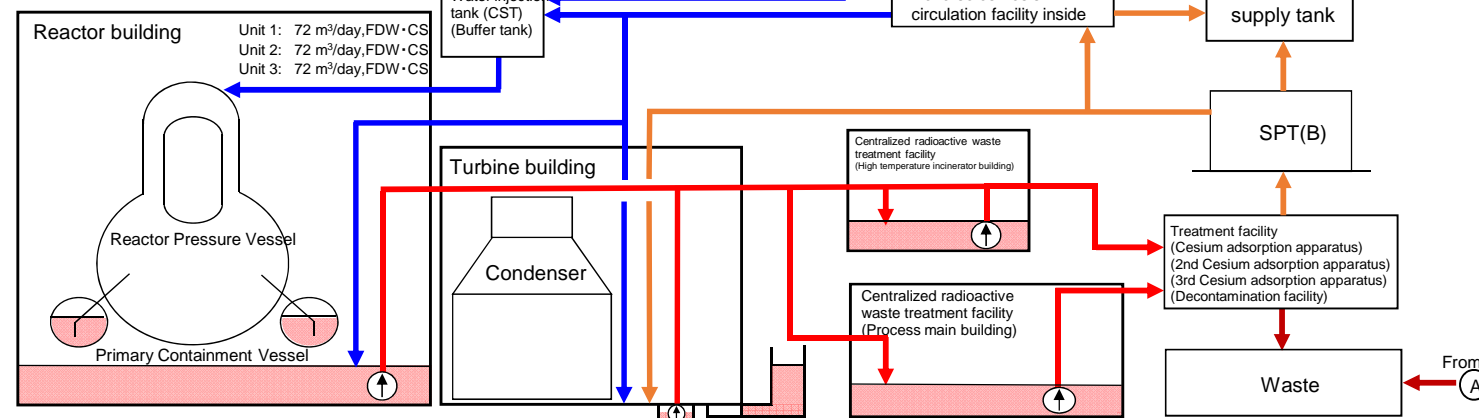 tank (CST)
(Buffer tank)
circulation facility inside
supply tank
Reactor building
Unit 1: 72 m³/day,FDW・CS
Unit 2: 72 m³/day,FDW・CS
Unit 3: 72 m³/day,FDW・CS
SPT(B)
Centralized radioactive waste
treatment facility
(High temperature incinerator building)
Turbine building
Reactor Pressure Vessel
Condenser
Treatment facility
(Cesium adsorption apparatus)
(2nd Cesium adsorption apparatus)
(3rd Cesium adsorption apparatus)
(Decontamination facility)
Centralized radioactive
waste treatment facility
(Process main building)
Primary Containment Vessel
From
Waste
A